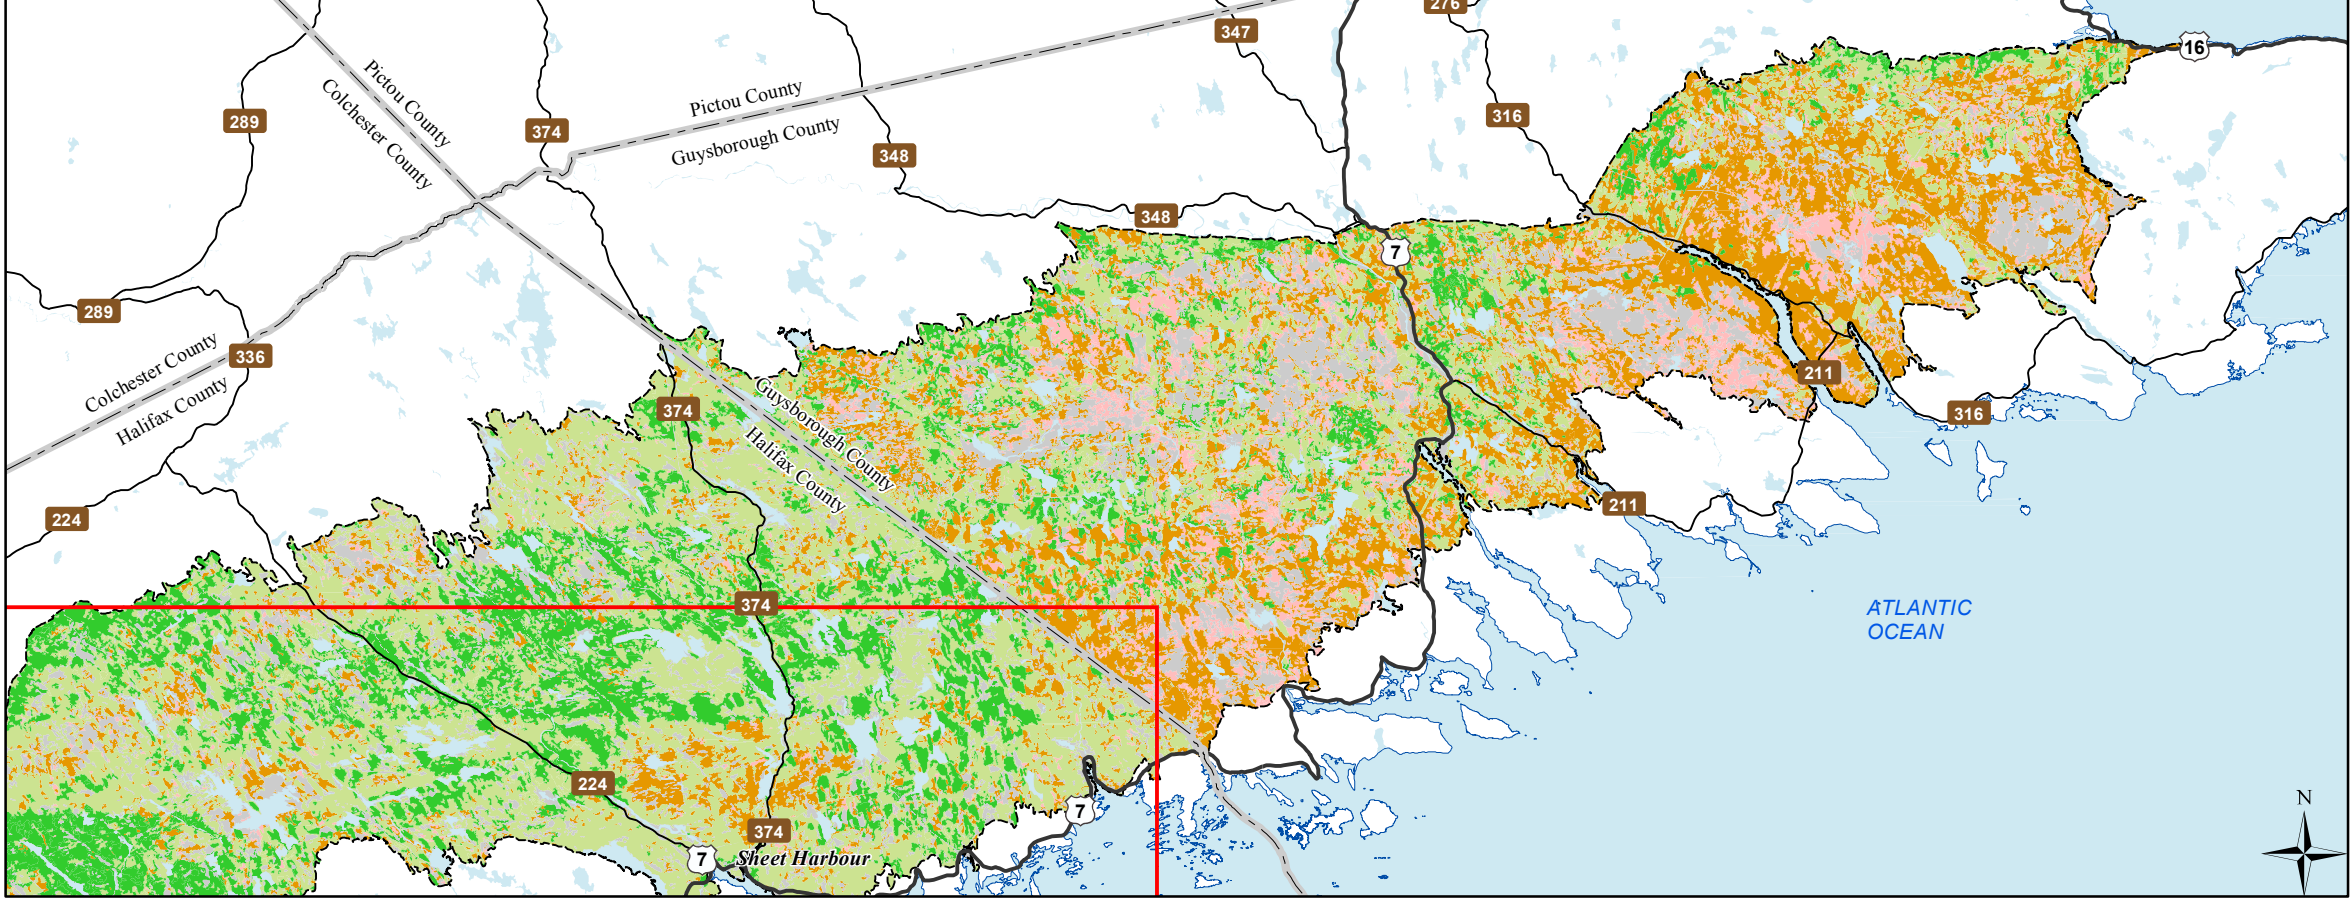 276
347
16
Pictou County
Colchester County
Pictou County
Guysborough County
289
374
316
348
348
7
289
336
Colchester County
Halifax County
374
Guysborough County
Halifax County
211
316
224
211
374
ATLANTIC
OCEAN
224
7
374
7
Sheet Harbour
N